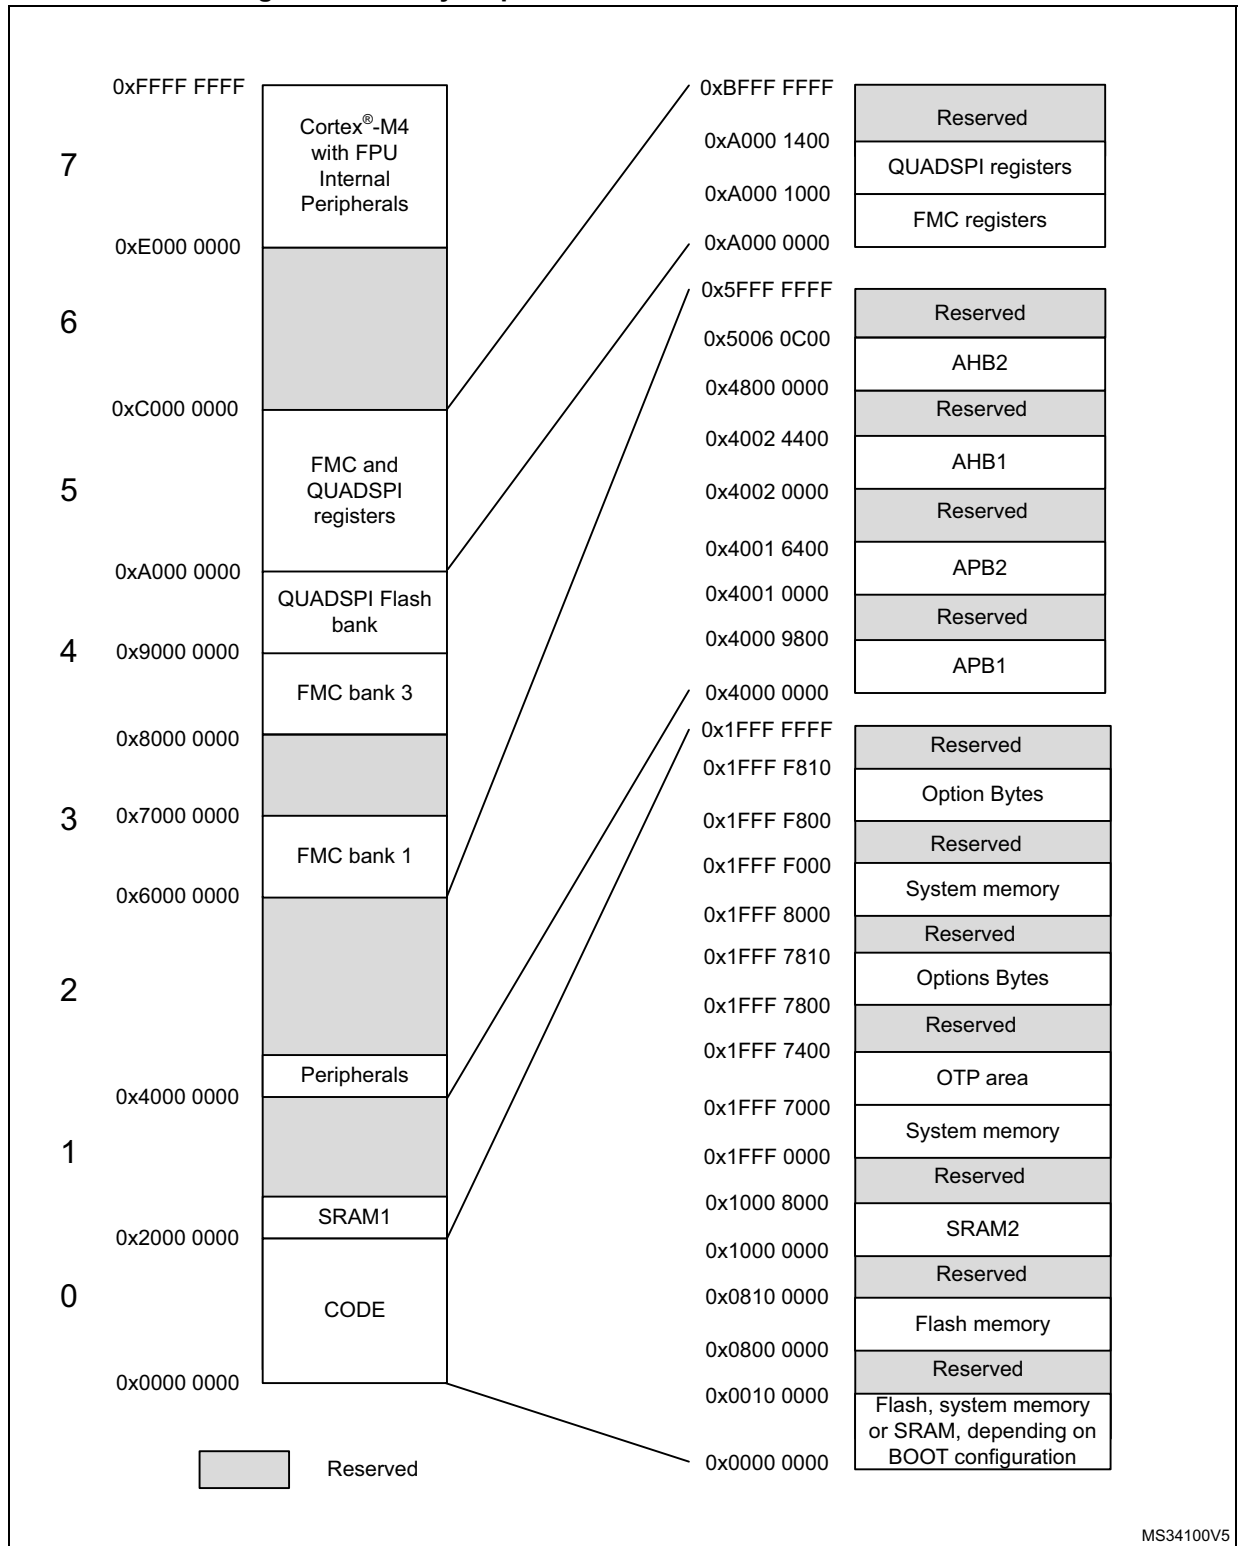 0xFFFF FFFF
Cortex®-M4
with FPU
Internal
Peripherals
7
0xE000 0000
6
0xC000 0000
FMC and
QUADSPI
registers
5
0xA000 0000
QUADSPI Flash
bank
4
0x9000 0000
FMC bank 3
0x8000 0000
3
0x7000 0000
FMC bank 1
0x6000 0000
2
Peripherals
0x4000 0000
1
SRAM1
0x2000 0000
0
CODE
0x0000 0000
Reserved
0xBFFF FFFF
Reserved
0xA000 1400
QUADSPI registers
0xA000 1000
FMC registers
0xA000 0000
0x5FFF FFFF
Reserved
0x5006 0C00
AHB2
0x4800 0000
Reserved
0x4002 4400
AHB1
0x4002 0000
Reserved
0x4001 6400
APB2
0x4001 0000
Reserved
0x4000 9800
APB1
0x4000 0000
0x1FFF FFFF
Reserved
0x1FFF F810
Option Bytes
0x1FFF F800
Reserved
0x1FFF F000
System memory
0x1FFF 8000
Reserved
0x1FFF 7810
Options Bytes
0x1FFF 7800
Reserved
0x1FFF 7400
OTP area
0x1FFF 7000
System memory
0x1FFF 0000
Reserved
0x1000 8000
SRAM2
0x1000 0000
Reserved
0x0810 0000
Flash memory
0x0800 0000
Reserved
0x0010 0000
Flash, system memory
or SRAM, depending on
BOOT configuration
0x0000 0000
MS34100V5